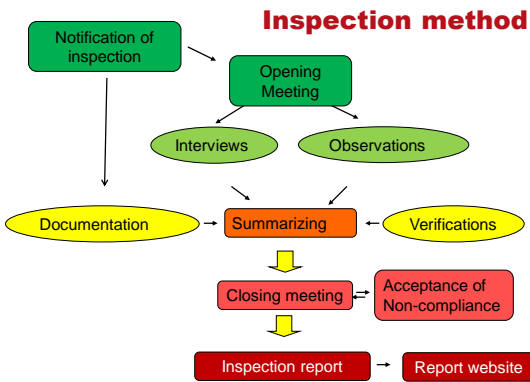 Inspection method
Notification of
inspection
Opening
Meeting
Interviews
Observations
Documentation
Summarizing
Verifications
Closing meeting
Acceptance of
Non-compliance
Inspection report
Report website